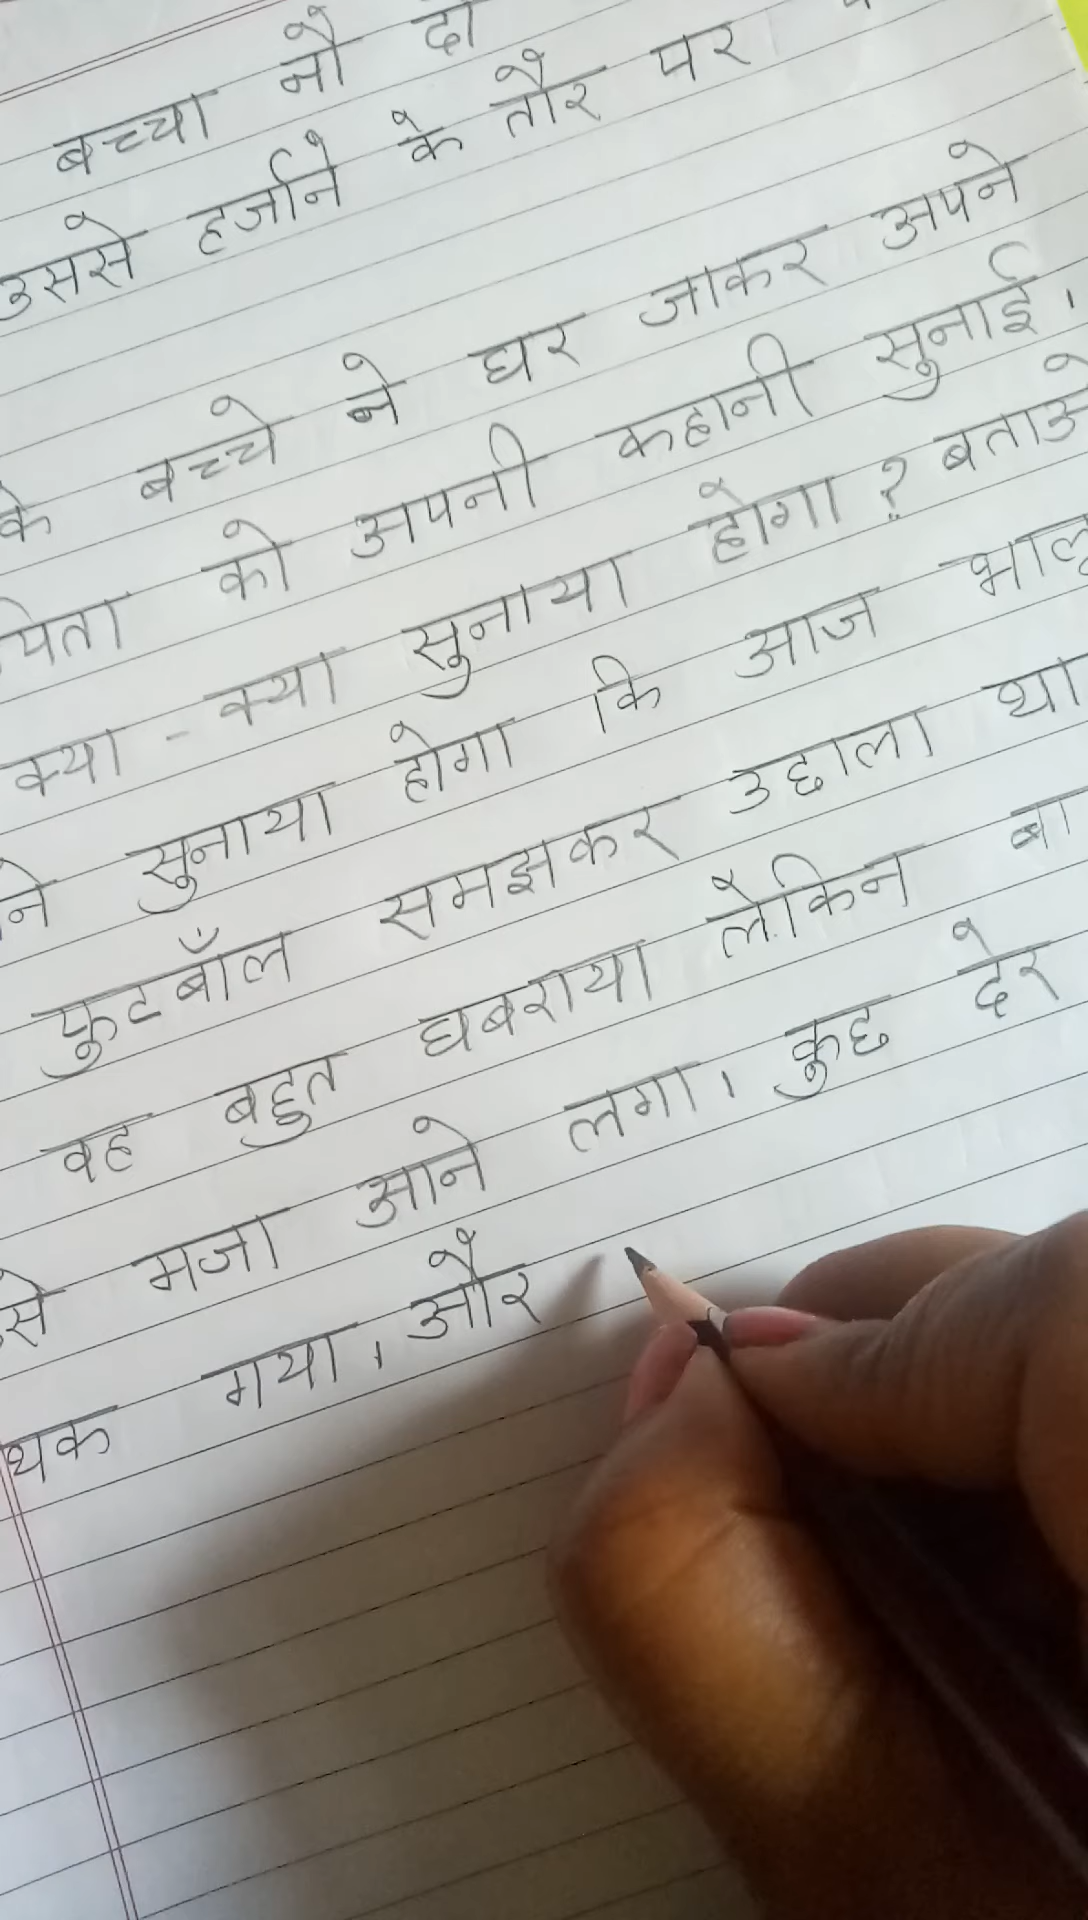 बच्चा नौ दो
उससे हर्जाने के तौर पर
के बच्चे ने घर जाकर अपने
पिता को अपनी कहानी सुनाई।
क्या - क्या सुनाया होगा? बताओ
ने सुनाया होगा कि आज भालू
फुटबॉल समझकर उछाला था
वह बहुत घबराया लेकिन बा
से मजा आने लगा। कुछ देर
थक गया। और